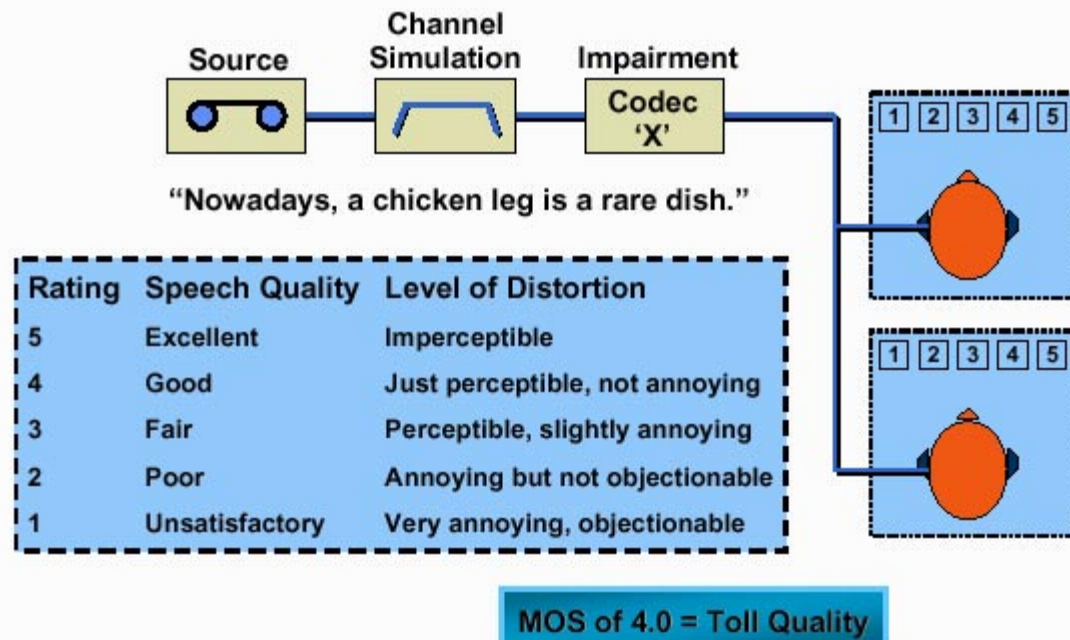 Source
Channel
Simulation
Impairment
Codec
‘X’
1 2 3 4 5
“Nowadays, a chicken leg is a rare dish.”
Rating Speech Quality Level of Distortion
5 Excellent Imperceptible
4 Good Just perceptible, not annoying
3 Fair Perceptible, slightly annoying
2 Poor Annoying but not objectionable
1 Unsatisfactory Very annoying, objectionable
1 2 3 4 5
MOS of 4.0 = Toll Quality